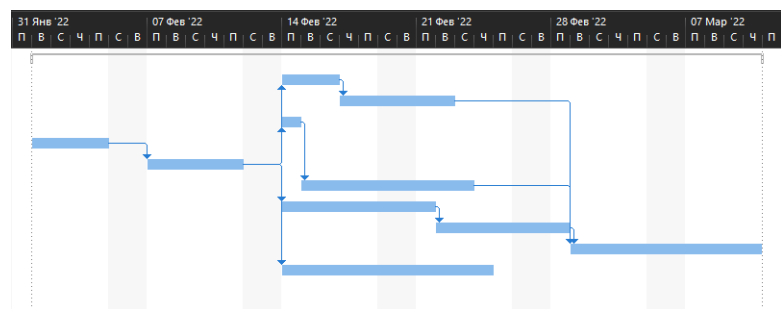 31 Янв '22 07 Фев '22 14 Фев '22 21 Фев '22 28 Фев '22 07 Мар '22
П В С Ч П С В П В С Ч П С В П В С Ч П С В П В С Ч П С В П В С Ч П С В П В С Ч П